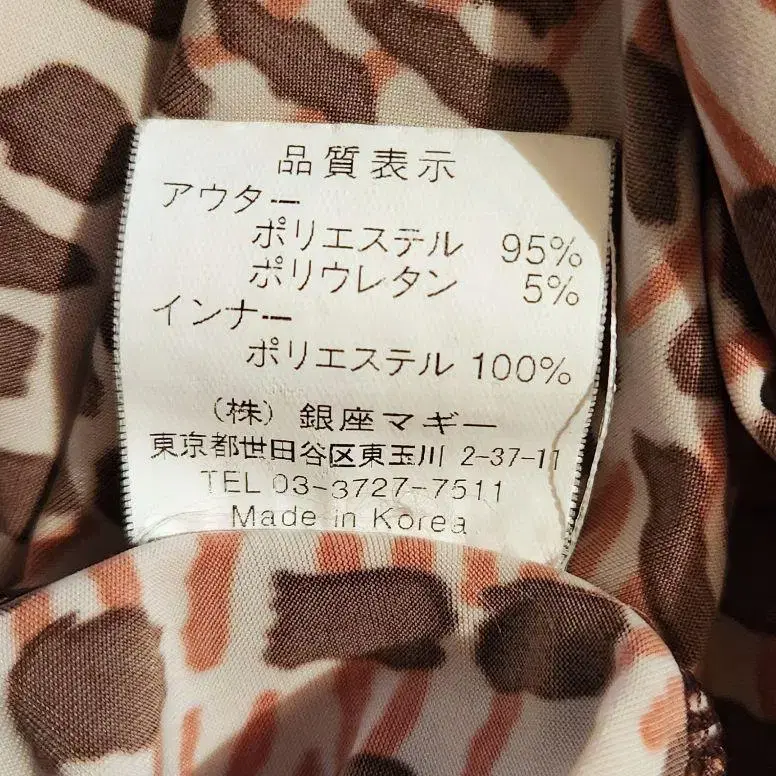 品質表示
アウター
ポリエステル 95%
ポリウレタン 5%
インナー
ポリエステル 100%
(株) 銀座マギー
東京都世田谷区東玉川 2-37-11
TEL 03-3727-7511
Made in Korea